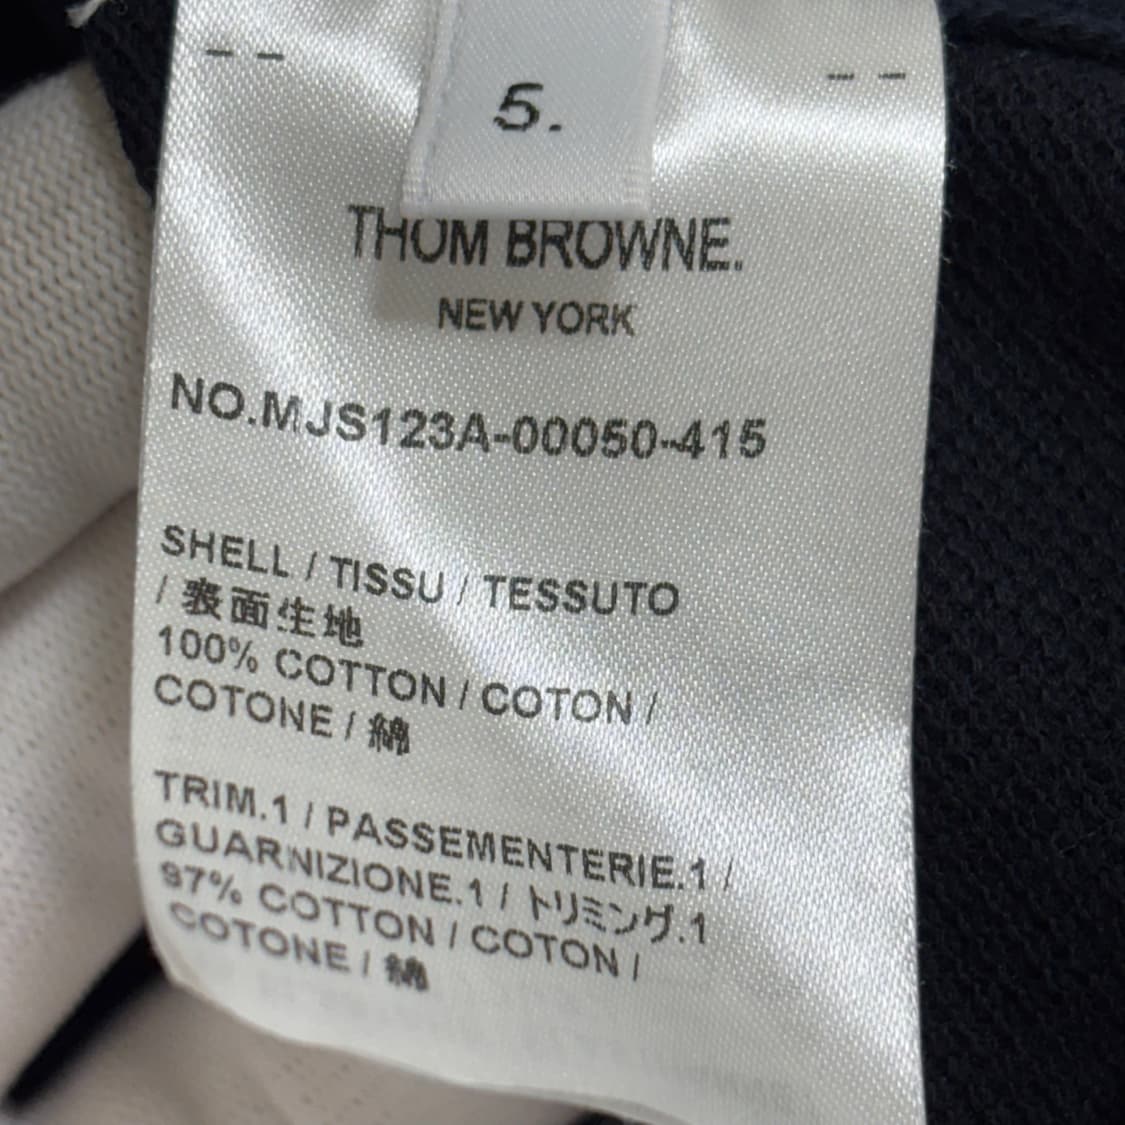 5.
THOM BROWNE.
NEW YORK
NO.MJS123A-00050-415
SHELL / TISSU / TESSUTO
/ 表面生地
100% COTTON / COTON /
COTONE / 綿
TRIM.1 / PASSEMENTERIE.1 /
GUARNIZIONE.1 / トリミング.1
97% COTTON / COTON /
COTONE / 綿